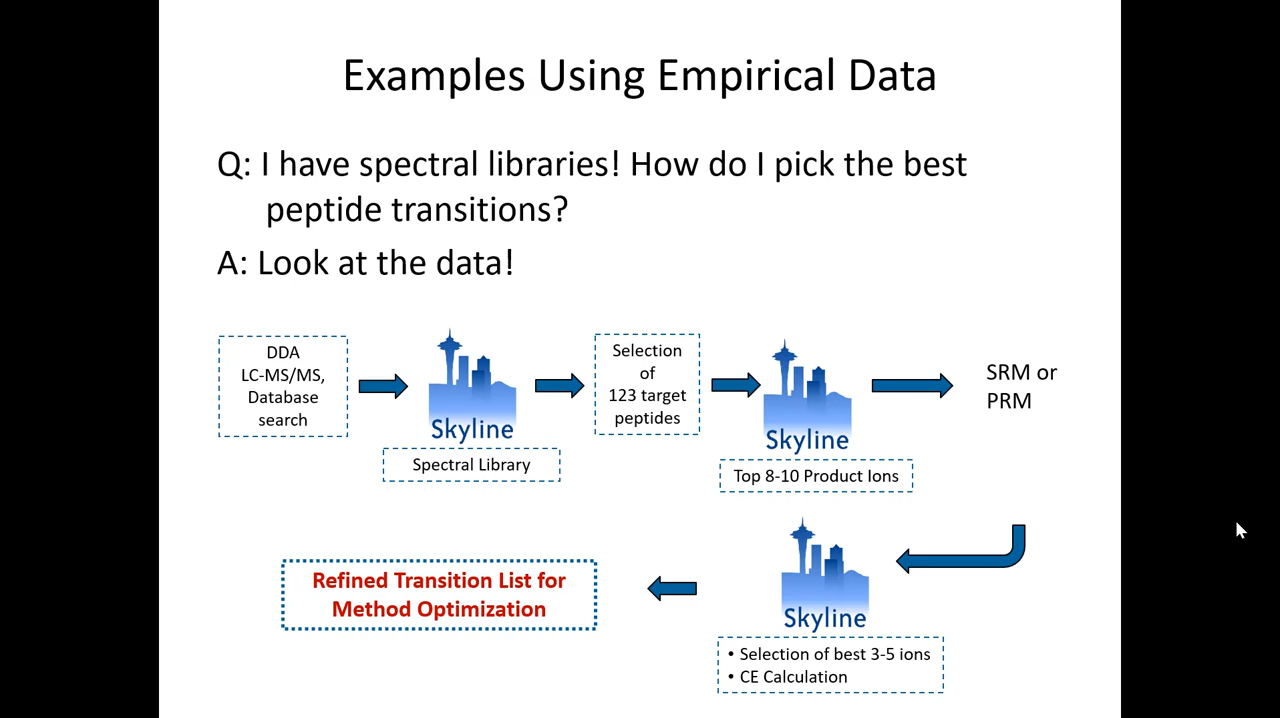 Examples Using Empirical Data
Q: I have spectral libraries! How do I pick the best
peptide transitions?
A: Look at the data!
DDA
LC-MS/MS,
Database
search
Skyline
Spectral Library
Selection
of
123 target
peptides
Skyline
Top 8-10 Product Ions
SRM or
PRM
Skyline
• Selection of best 3-5 ions
• CE Calculation
Refined Transition List for
Method Optimization